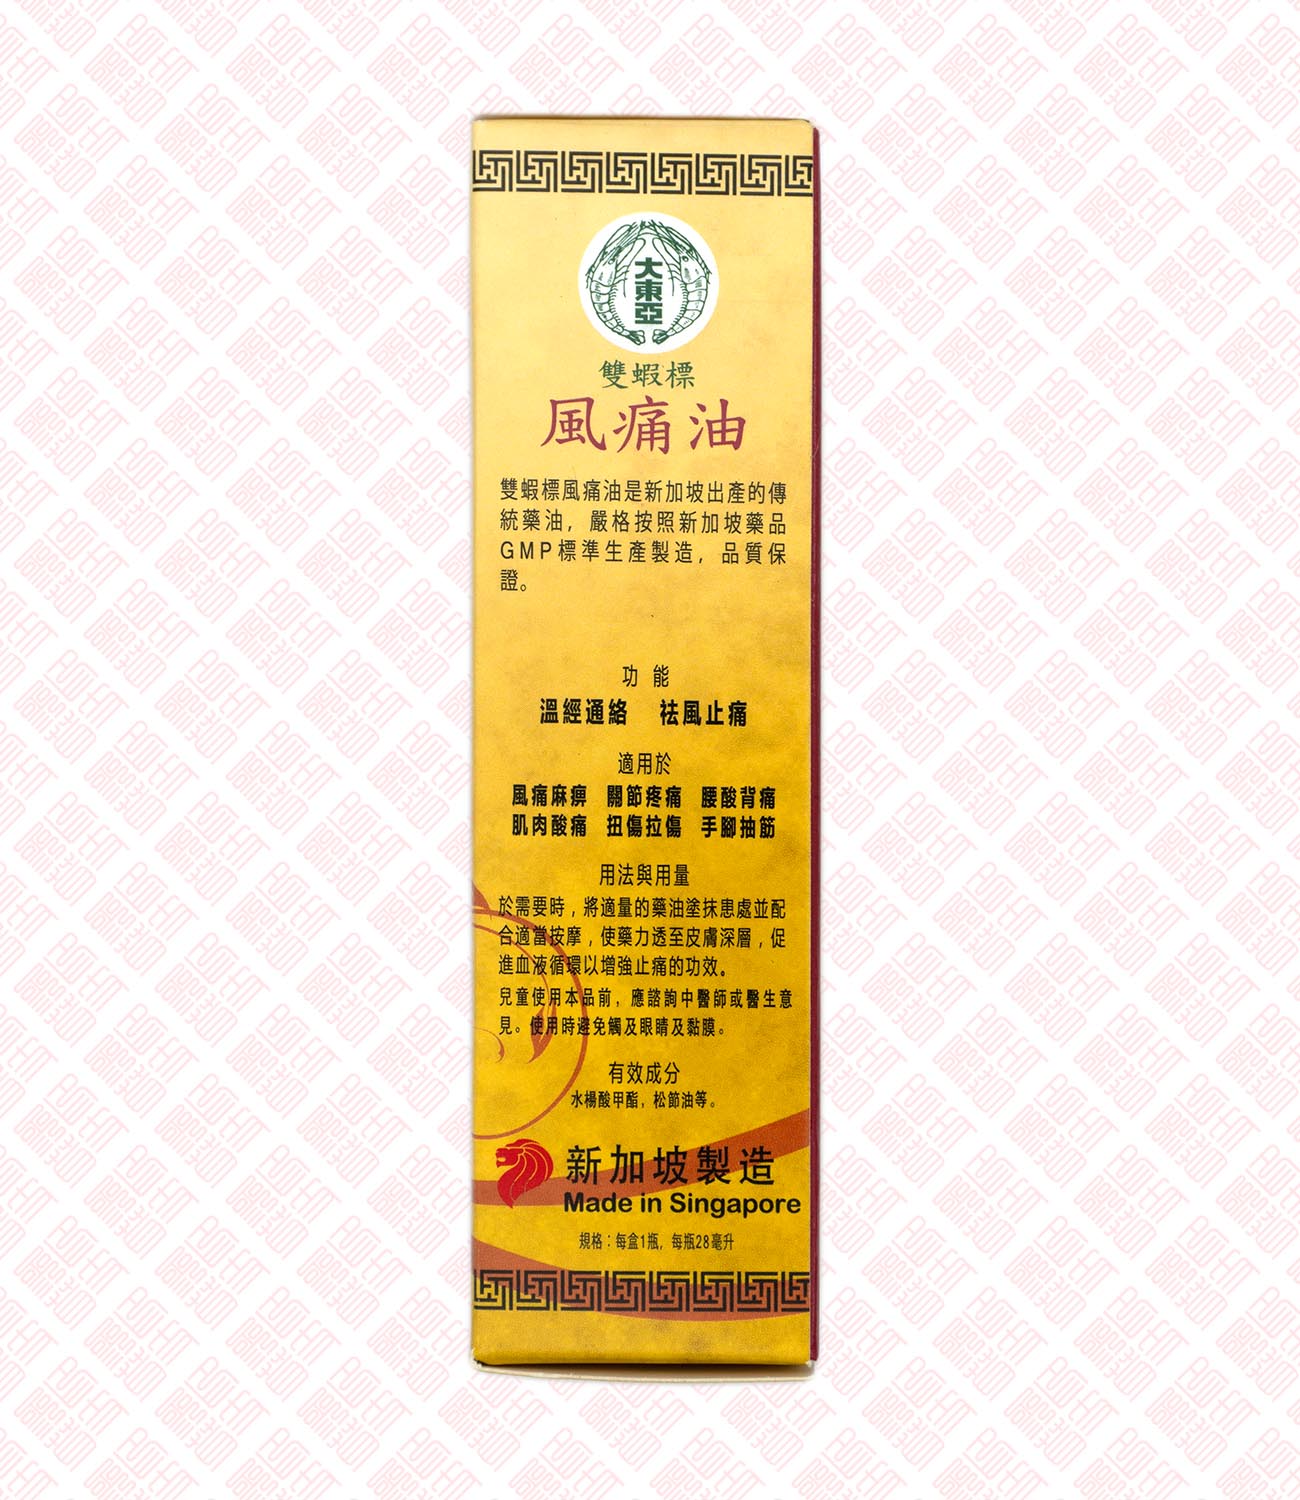 大
東
亞
雙蝦標
風痛油
雙蝦標風痛油是新加坡出產的傳
統藥油，嚴格按照新加坡藥品
GMP標準生產製造，品質保
證。
功 能
溫經通絡 祛風止痛
適用於
風痛麻痹 關節疼痛 腰酸背痛
肌肉酸痛 扭傷拉傷 手腳抽筋
用法與用量
於需要時，將適量的藥油塗抹患處並配
合適當按摩，使藥力透至皮膚深層，促
進血液循環以增強止痛的功效。
兒童使用本品前，應諮詢中醫師或醫生意
見。使用時避免觸及眼睛及黏膜。
有效成分
水楊酸甲酯，松節油等。
新加坡製造
Made in Singapore
規格：每盒1瓶，每瓶28毫升